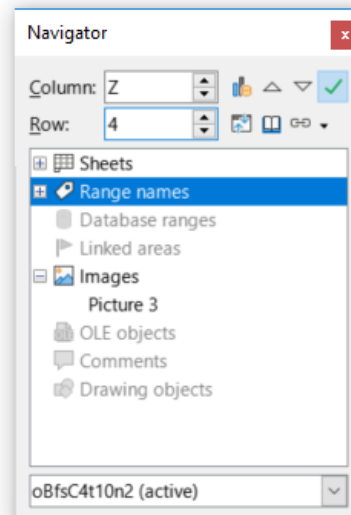 Navigator
x
Column: Z
Row: 4
Sheets
Range names
Database ranges
Linked areas
Images
Picture 3
OLE objects
Comments
Drawing objects
oBfsC4t10n2 (active)